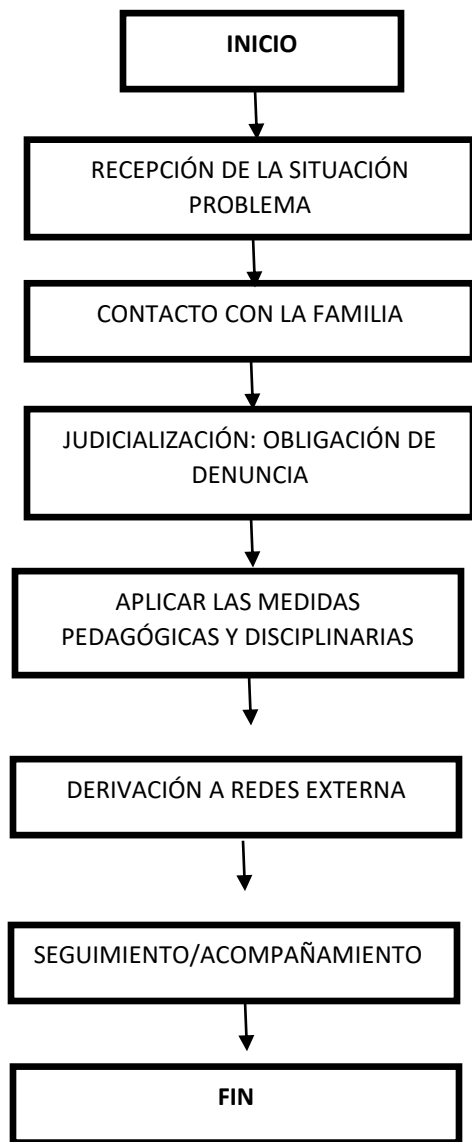 INICIO
RECEPCIÓN DE LA SITUACIÓN
PROBLEMA
CONTACTO CON LA FAMILIA
JUDICIALIZACIÓN: OBLIGACIÓN DE
DENUNCIA
APLICAR LAS MEDIDAS
PEDAGÓGICAS Y DISCIPLINARIAS
DERIVACIÓN A REDES EXTERNA
SEGUIMIENTO/ACOMPAÑAMIENTO
FIN